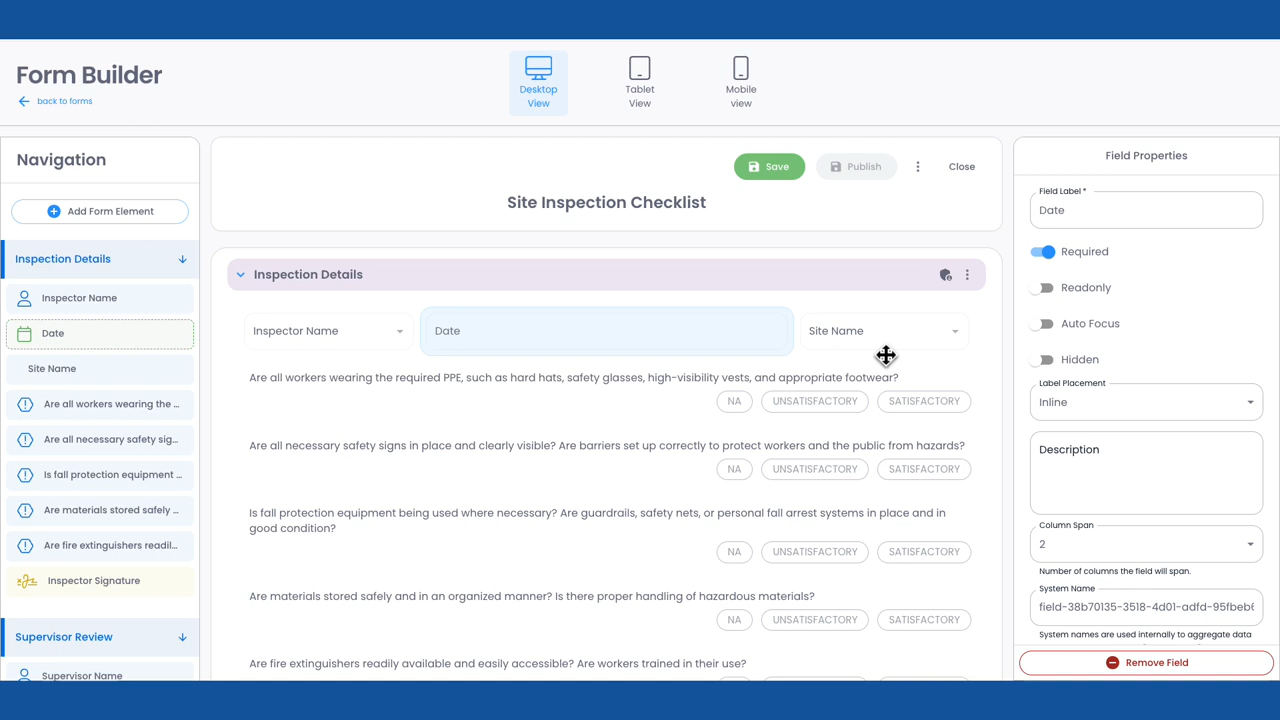 Form Builder
back to forms
Desktop
View
Tablet
View
Mobile
view
Navigation
Add Form Element
Inspection Details
Inspector Name
Date
Site Name
Are all workers wearing the ...
Are all necessary safety sig...
Is fall protection equipment ...
Are materials stored safely ...
Are fire extinguishers readil...
Inspector Signature
Supervisor Review
Supervisor Name
Save
Publish
Close
Site Inspection Checklist
Inspection Details
Inspector Name
Date
Site Name
Are all workers wearing the required PPE, such as hard hats, safety glasses, high-visibility vests, and appropriate footwear?
NA UNSATISFACTORY SATISFACTORY
Are all necessary safety signs in place and clearly visible? Are barriers set up correctly to protect workers and the public from hazards?
NA UNSATISFACTORY SATISFACTORY
Is fall protection equipment being used where necessary? Are guardrails, safety nets, or personal fall arrest systems in place and in
good condition?
NA UNSATISFACTORY SATISFACTORY
Are materials stored safely and in an organized manner? Is there proper handling of hazardous materials?
NA UNSATISFACTORY SATISFACTORY
Are fire extinguishers readily available and easily accessible? Are workers trained in their use?
Field Properties
Field Label *
Date
Required
Readonly
Auto Focus
Hidden
Label Placement
Inline
Description
Column Span
2
Number of columns the field will span.
System Name
field-38b70135-3518-4d01-adfd-95fbeb6
System names are used internally to aggregate data
Remove Field